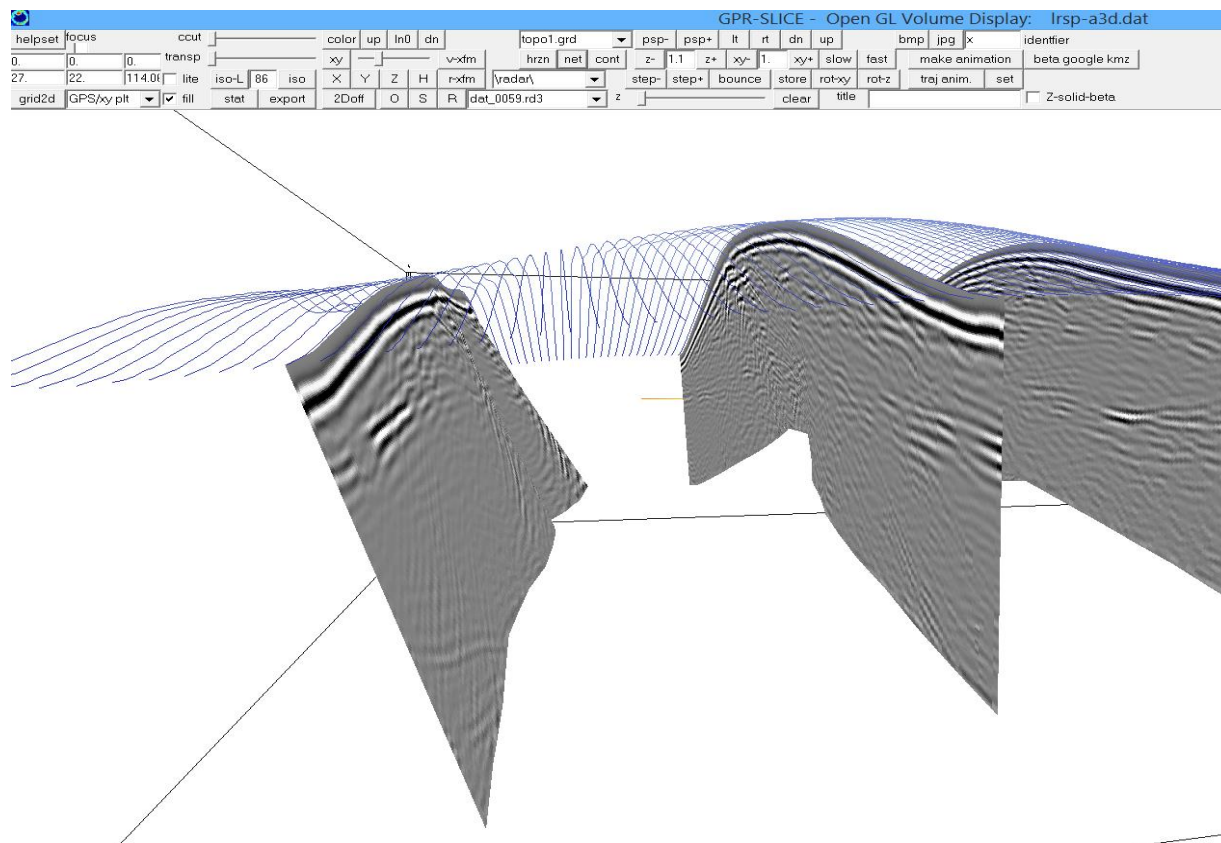 GPR-SLICE - Open GL Volume Display: lrsp-a3d.dat
helpset focus ccut color up ln0 dn topo1.grd psp- psp+ lt rt dn up bmp jpg x identfier
0. 0. 0. transp xy v-xfm hrzn net cont z- 1.1 z+ xy- 1. xy+ slow fast make animation beta google kmz
27. 22. 114.0 lite iso-L 86 iso X Y Z H r-xfm \radar\ step- step+ bounce store rot-xy rot-z traj anim. set
grid2d GPS/xy plt fill stat export 2Doff O S R dat_0059.rd3 z clear title Z-solid-beta